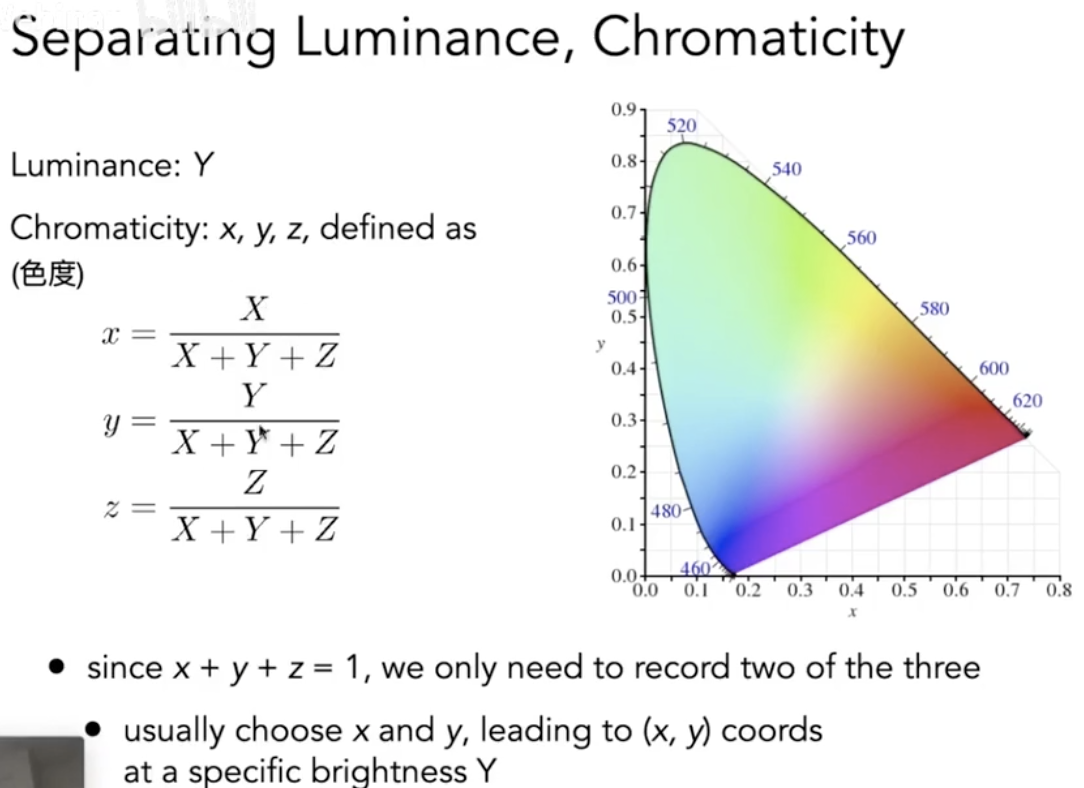 Separating Luminance, Chromaticity
Luminance: Y
Chromaticity: x, y, z, defined as
(色度)
x = X / X + Y + Z
y = Y / X + Y + Z
z = Z / X + Y + Z
0.9
520
0.8
540
0.7
560
0.6
500
580
0.5
y
0.4
600
620
0.3
0.2
480
0.1
460
0.0
0.0 0.1 0.2 0.3 0.4 0.5 0.6 0.7 0.8
x
• since x + y + z = 1, we only need to record two of the three
• usually choose x and y, leading to (x, y) coords
at a specific brightness Y